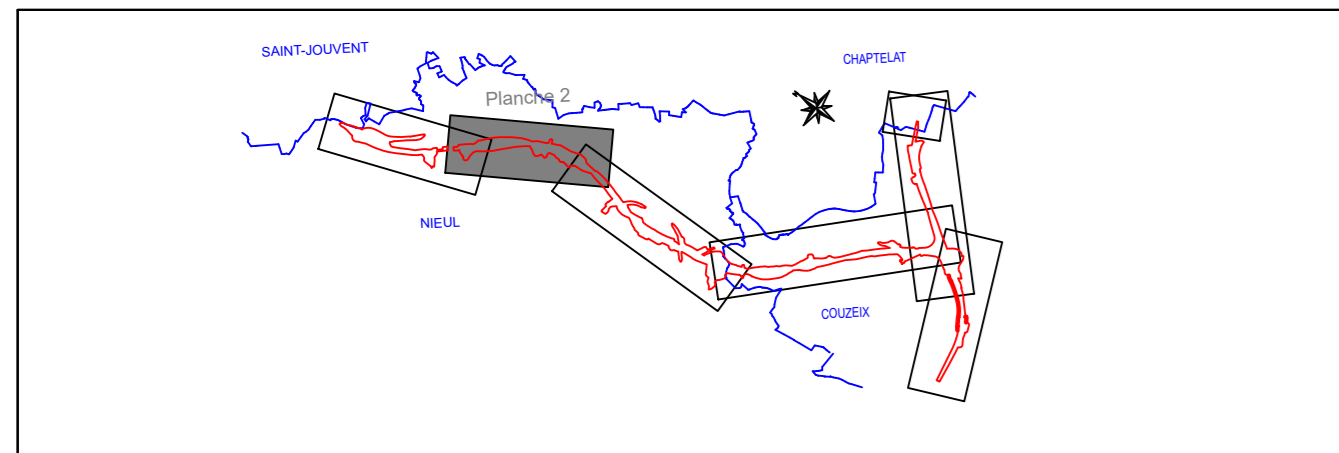 SAINT-JOUVENT
CHAPTELAT
Planche 2
NIEUL
COUZEIX